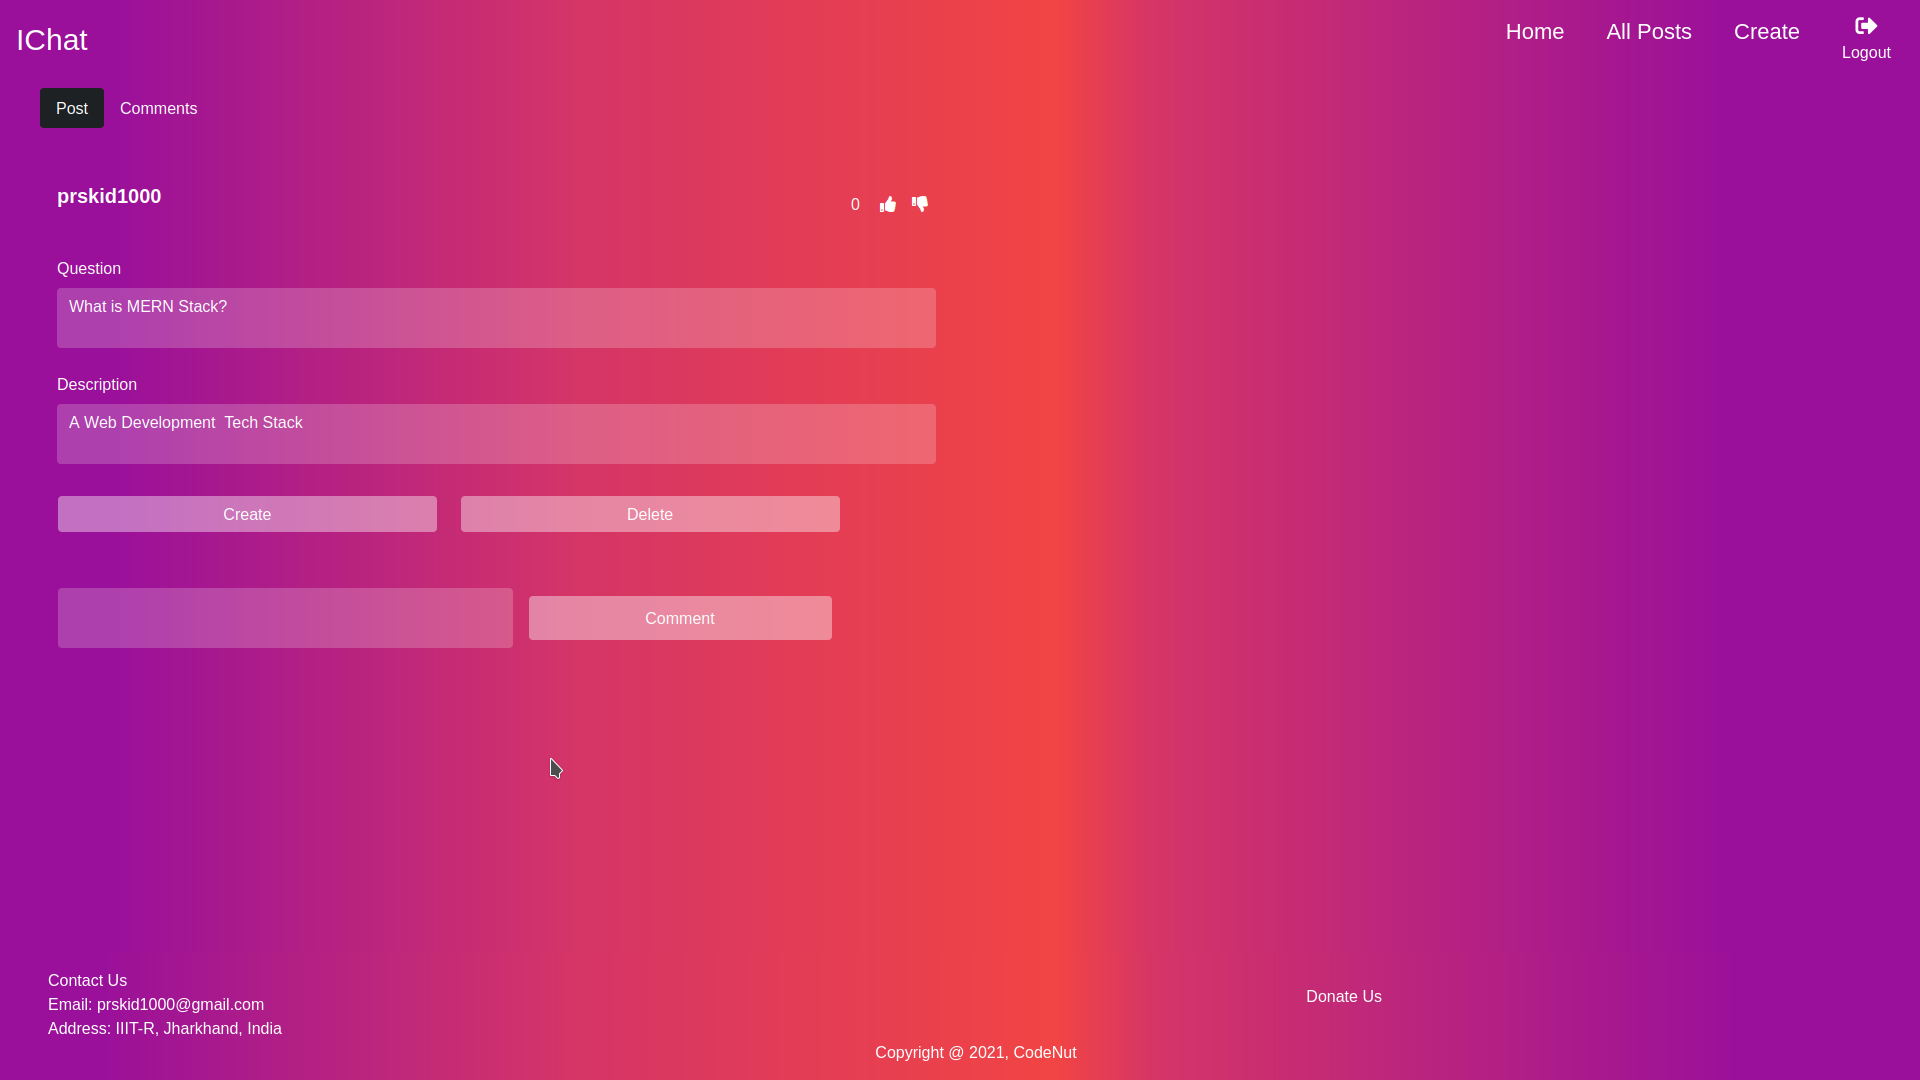 IChat
Home
All Posts
Create
Logout
Post
Comments
prskid1000
0
Question
What is MERN Stack?
Description
A Web Development  Tech Stack
Create
Delete
Comment
Contact Us
Email: prskid1000@gmail.com
Address: IIIT-R, Jharkhand, India
Donate Us
Copyright @ 2021, CodeNut